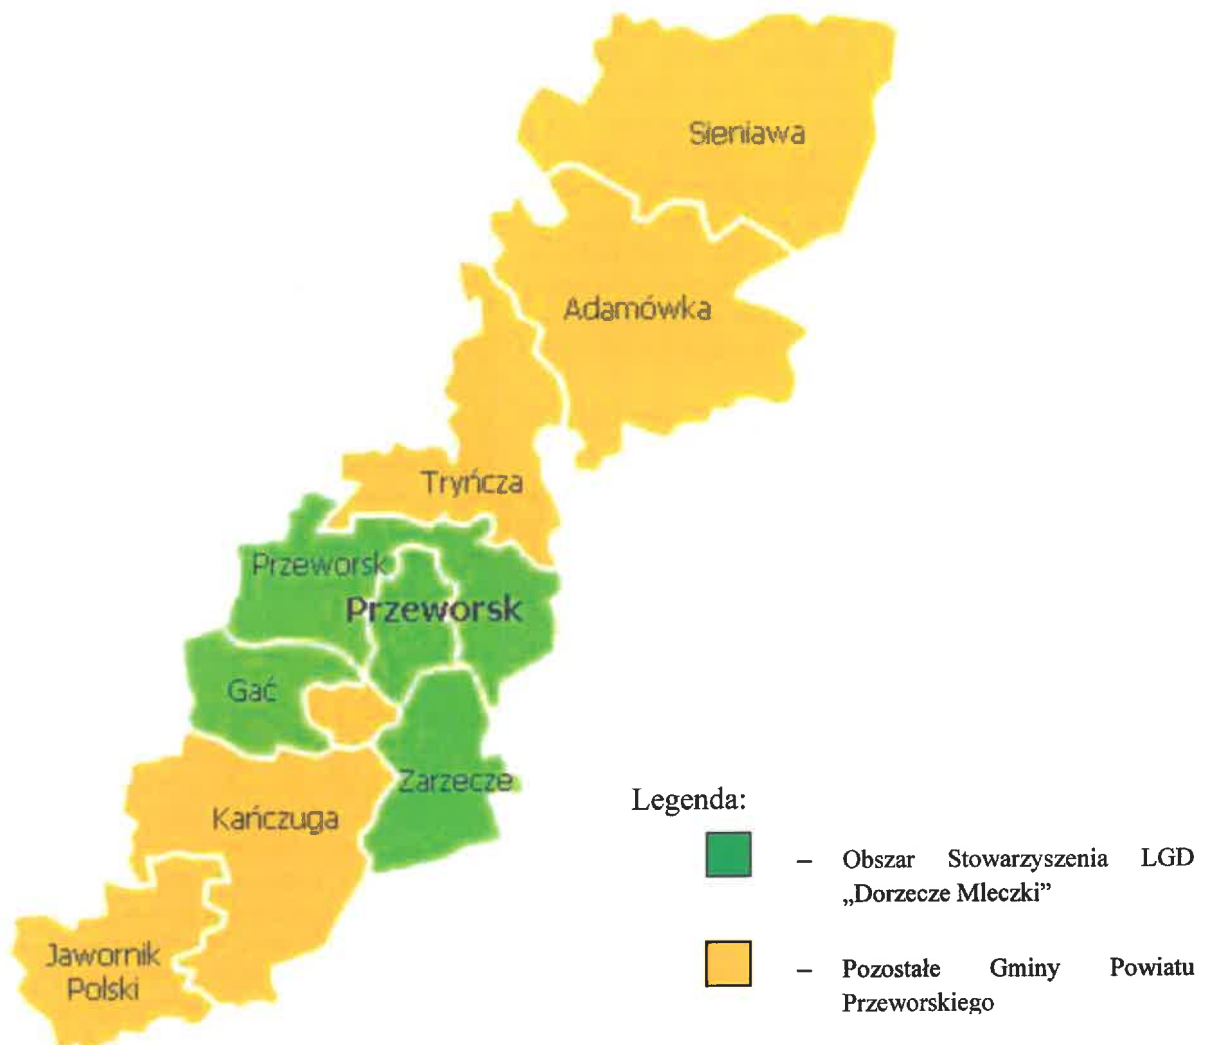 Sieniawa
Adamówka
Tryńcza
Przeworsk
Przeworsk
Gać
Zarzecze
Kańczuga
Jawornik
Polski
Legenda:
– Obszar Stowarzyszenia LGD
„Dorzecze Mleczki”
– Pozostałe Gminy Powiatu
Przeworskiego